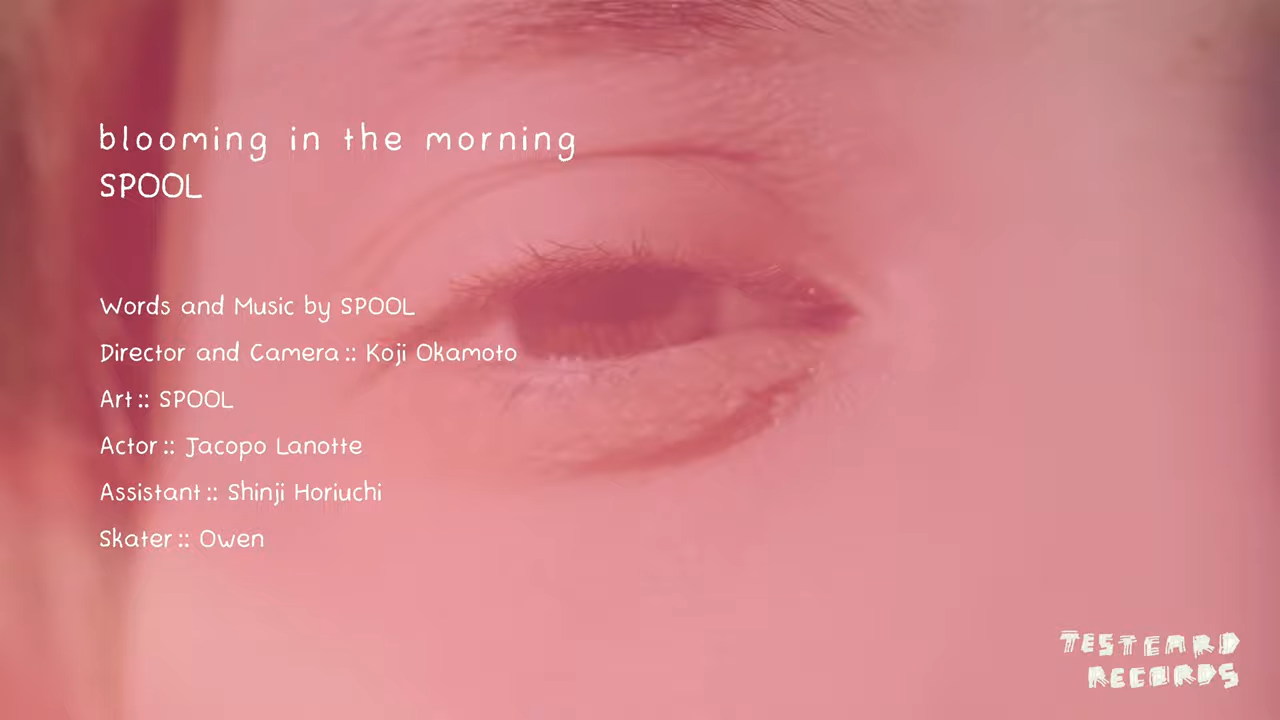 blooming in the morning
SPOOL
Words and Music by SPOOL
Director and Camera :: Koji Okamoto
Art :: SPOOL
Actor :: Jacopo Lanotte
Assistant :: Shinji Horiuchi
Skater :: Owen
TESTCARD
RECORDS